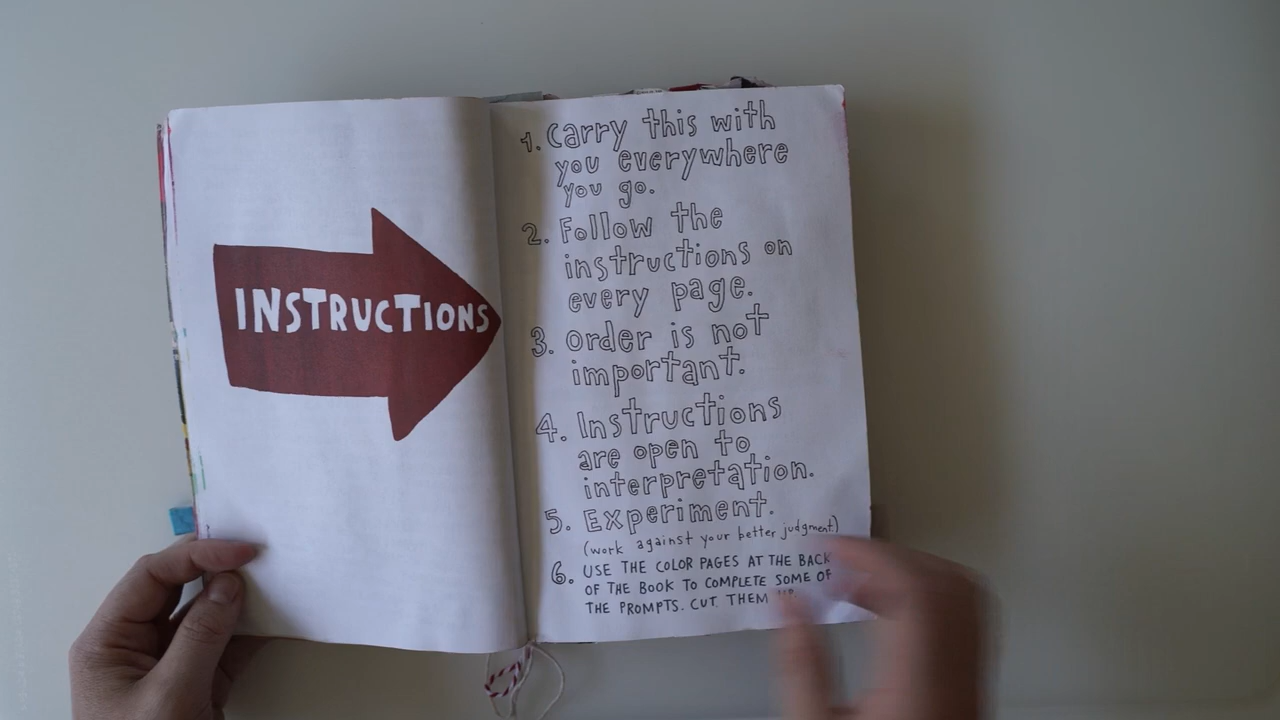 INSTRUCTIONS
1. Carry this with
you everywhere
you go.
2. Follow the
instructions on
every page.
3. order is not
important.
4. Instructions
are open to
interpretation.
5. Experiment.
(work against your better judgment.)
6. USE THE COLOR PAGES AT THE BACK
OF THE BOOK TO COMPLETE SOME OF
THE PROMPTS. CUT THEM UP.